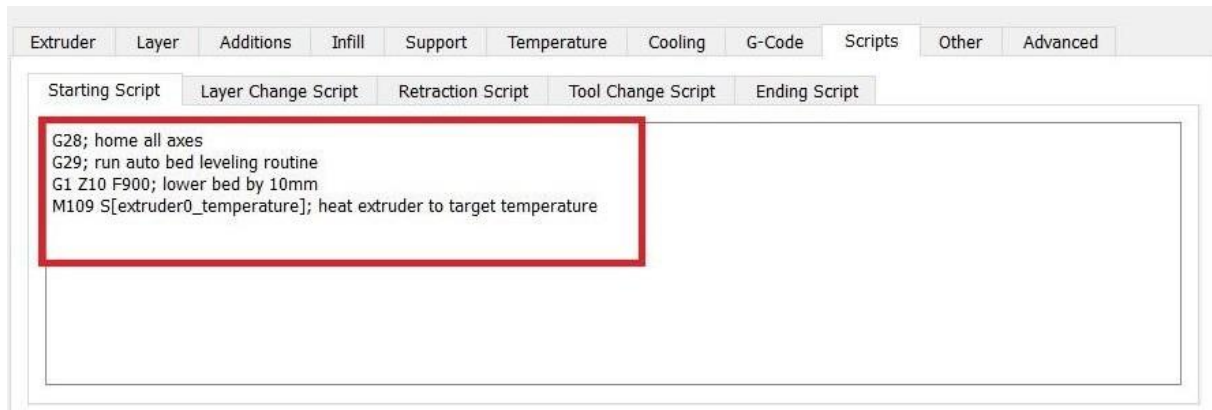 Extruder Layer Additions Infill Support Temperature Cooling G-Code Scripts Other Advanced
Starting Script Layer Change Script Retraction Script Tool Change Script Ending Script
G28; home all axes
G29; run auto bed leveling routine
G1 Z10 F900; lower bed by 10mm
M109 S[extruder0_temperature]; heat extruder to target temperature